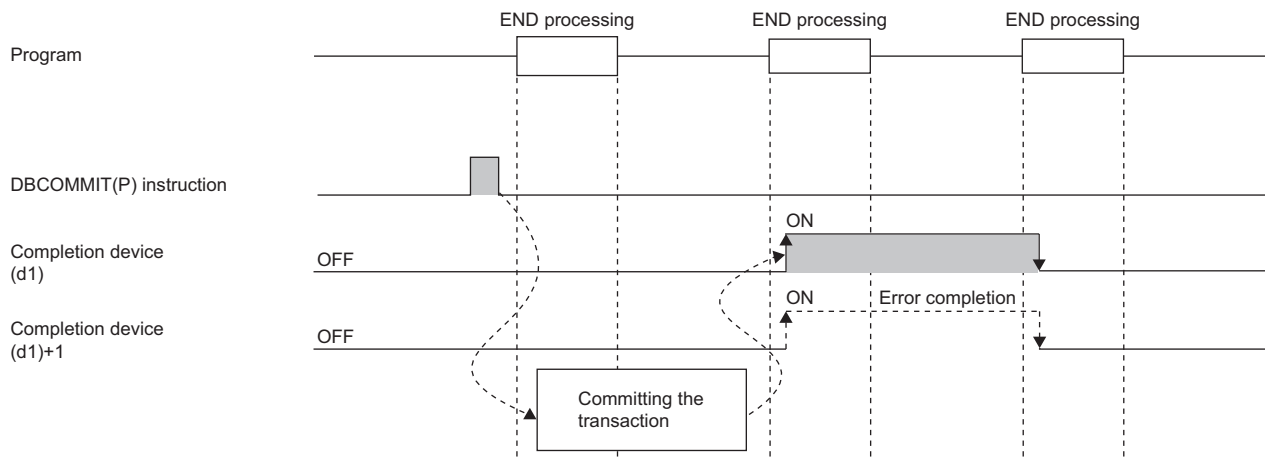 END processing
END processing
END processing
Program
DBCOMMIT(P) instruction
ON
Completion device
(d1)
OFF
ON
Error completion
Completion device
(d1)+1
OFF
Committing the
transaction